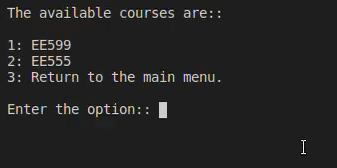 The available courses are::
1: EE599
2: EE555
3: Return to the main menu.
Enter the option::